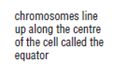 chromosomes line
up along the centre
of the cell called the
equator